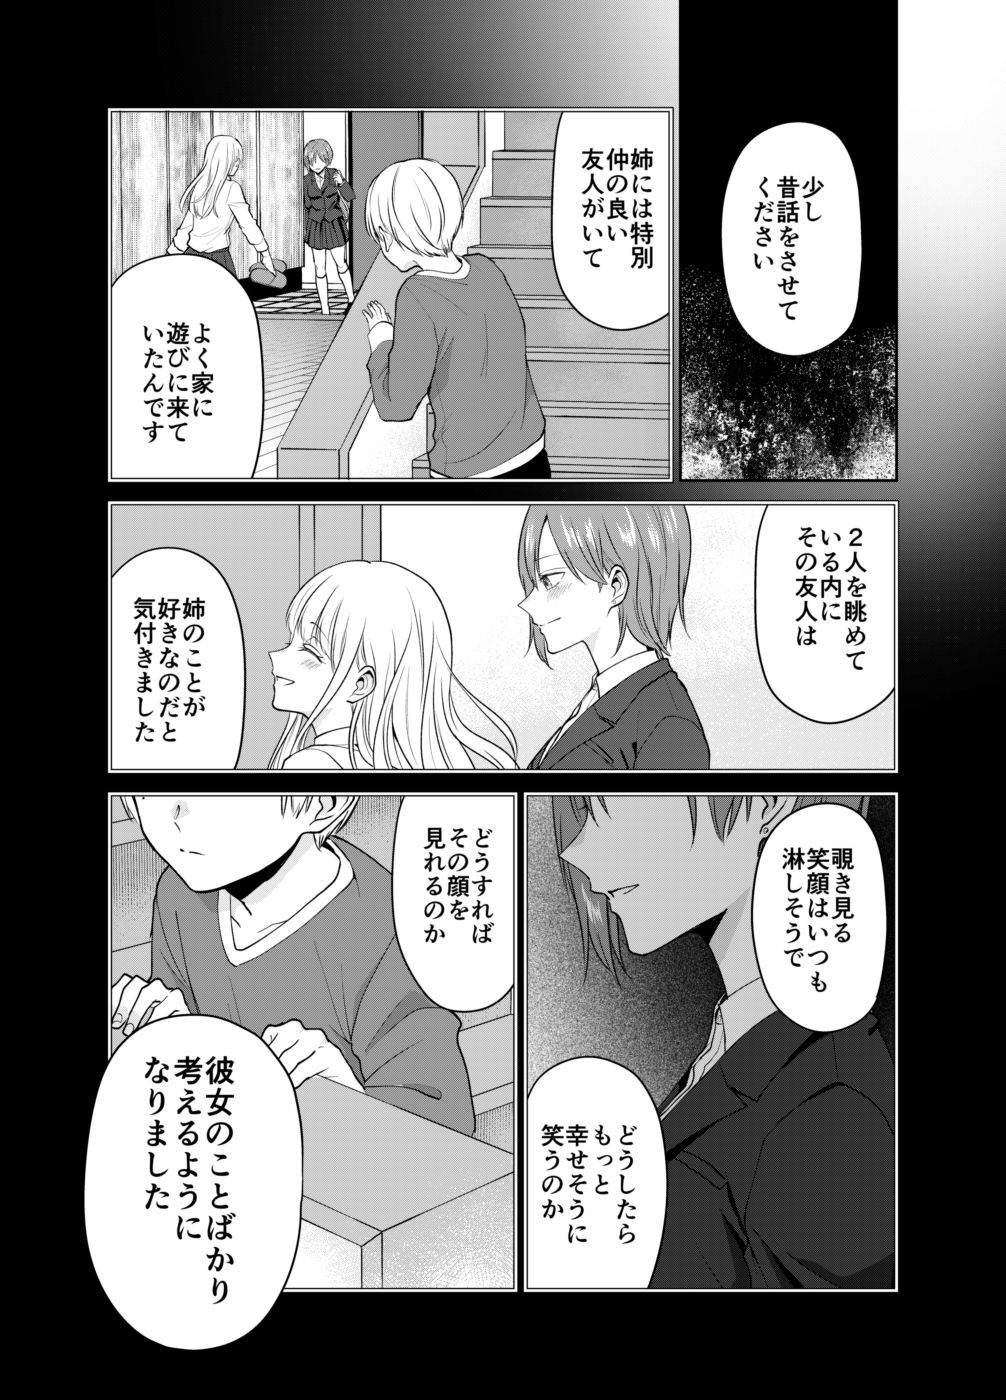 少し
昔話をさせて
ください
姉には特別
仲の良い
友人がいて
よく家に
遊びに来て
いたんです
2人を眺めて
いる内に
その友人は
姉のことが
好きなのだと
気付きました
覗き見る
笑顔はいつも
淋しそうで
どうしたら
もっと
幸せそうに
笑うのか
どうすれば
その顔を
見れるのか
彼女のことばかり
考えるように
なりました